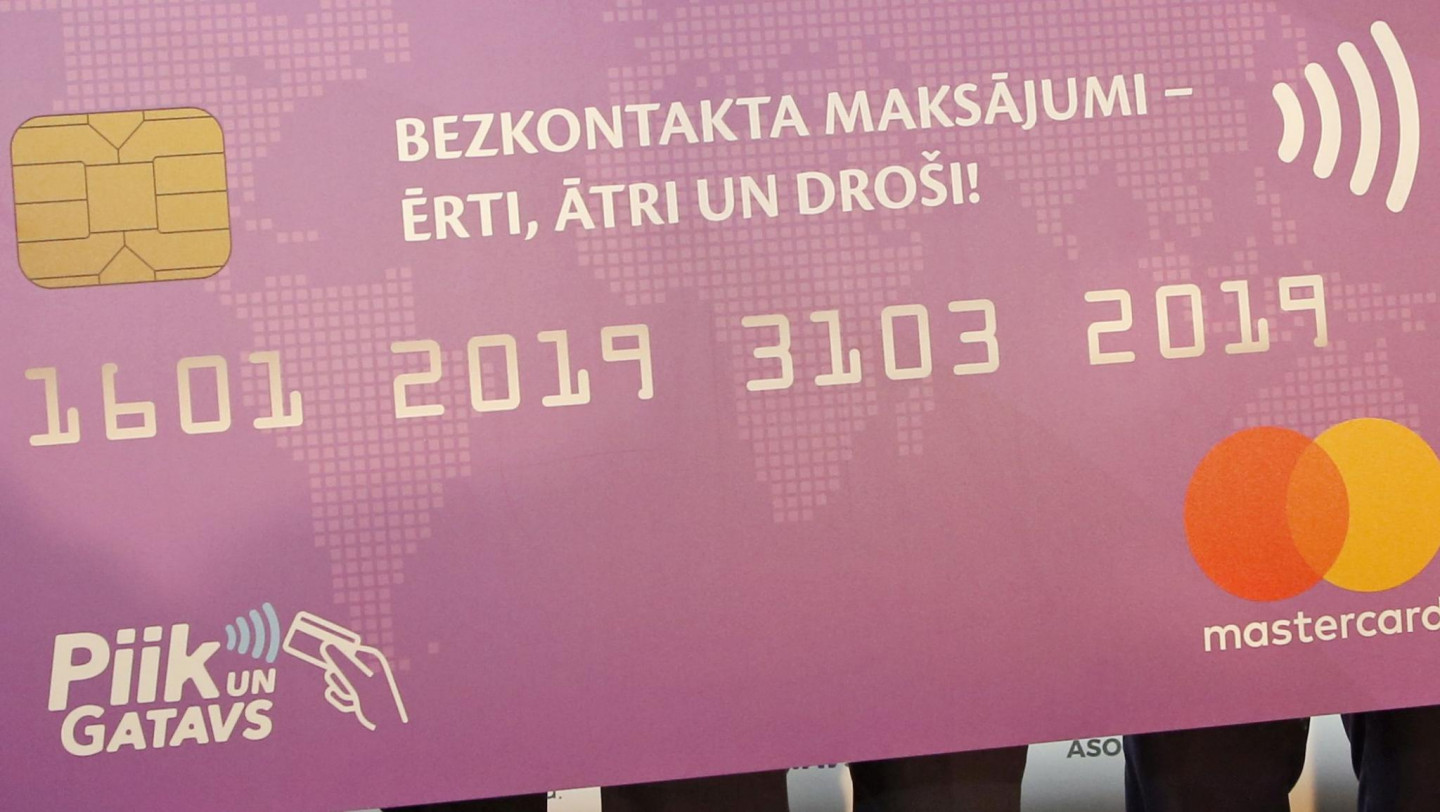 BEZKONTAKTA MAKSĀJUMI –
ĒRTI, ĀTRI UN DROŠI!
1601 2019 3103 2019
mastercard
Piik UN
GATAVS
ASO